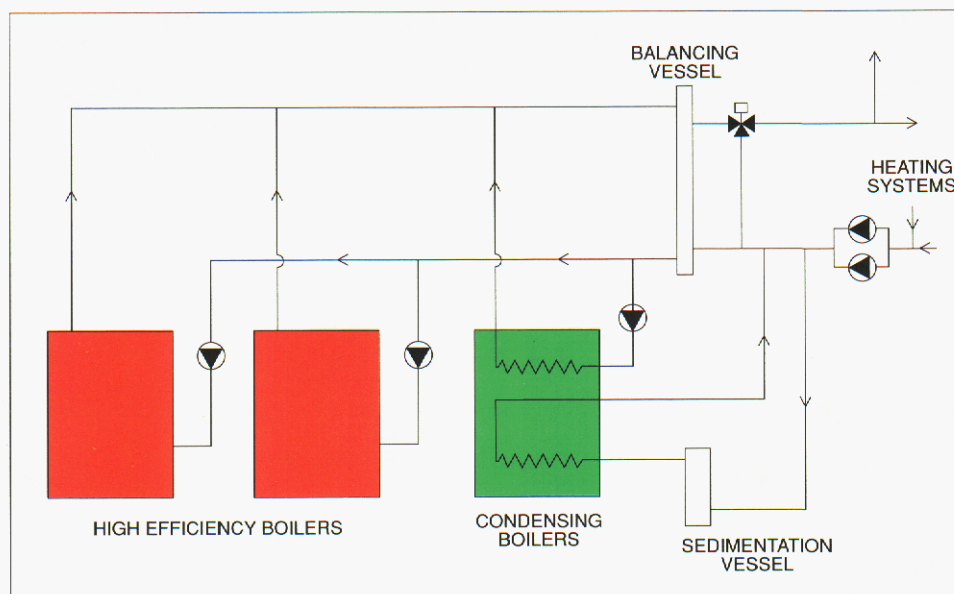 BALANCING
VESSEL
HEATING
SYSTEMS
HIGH EFFICIENCY BOILERS
CONDENSING
BOILERS
SEDIMENTATION
VESSEL